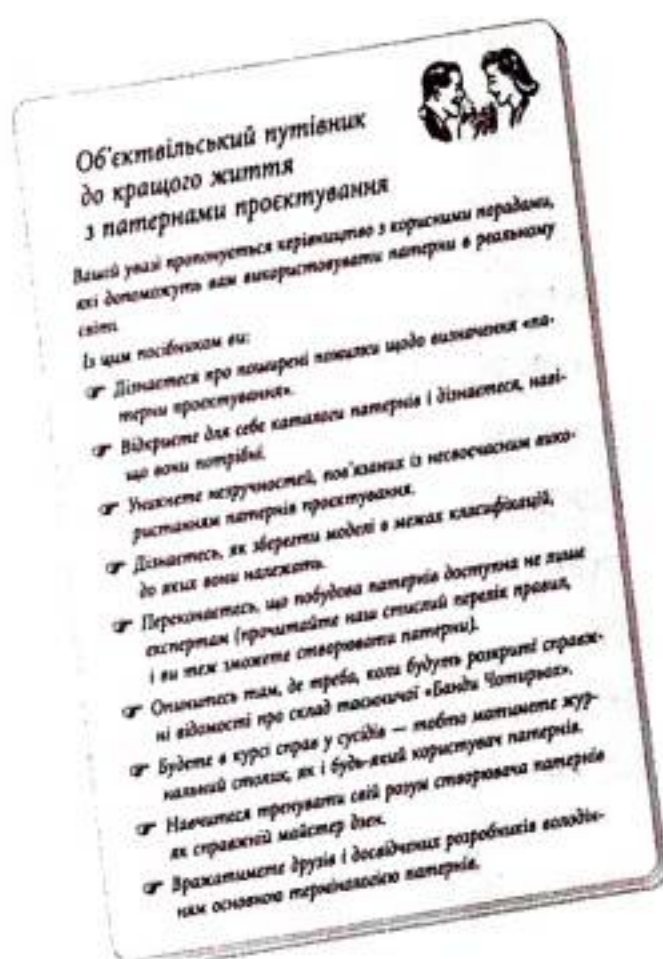 Об'єктвільський путівник
до кращого життя
з патернами проєктування
Вашій увазі пропонується керівництво з корисними порадами,
які допоможуть вам використовувати патерни в реальному
світі.
Із цим посібником ви:
☞ Дізнаєтеся про поширені помилки щодо визначення «па-
терни проєктування».
☞ Відкриєте для себе каталоги патернів і дізнаєтеся, наві-
що вони потрібні.
☞ Уникнете незручностей, пов'язаних із несвоєчасним вико-
ристанням патернів проєктування.
☞ Дізнаєтесь, як зберегти моделі в межах класифікацій,
до яких вони належать.
☞ Переконаєтесь, що побудова патернів доступна не лише
експертам (прочитайте наш стислий перелік правил,
і ви теж зможете створювати патерни).
☞ Опинитесь там, де треба, коли будуть розкриті справж-
ні відомості про склад таємничої «Банди Чотирьох».
☞ Будете в курсі справ у сусідів — тобто матимете жур-
нальний столик, як і будь-який користувач патернів.
☞ Навчитеся тренувати свій розум створювача патернів
як справжній майстер дзен.
☞ Вражатимете друзів і досвідчених розробників володін-
ням основною термінологією патернів.